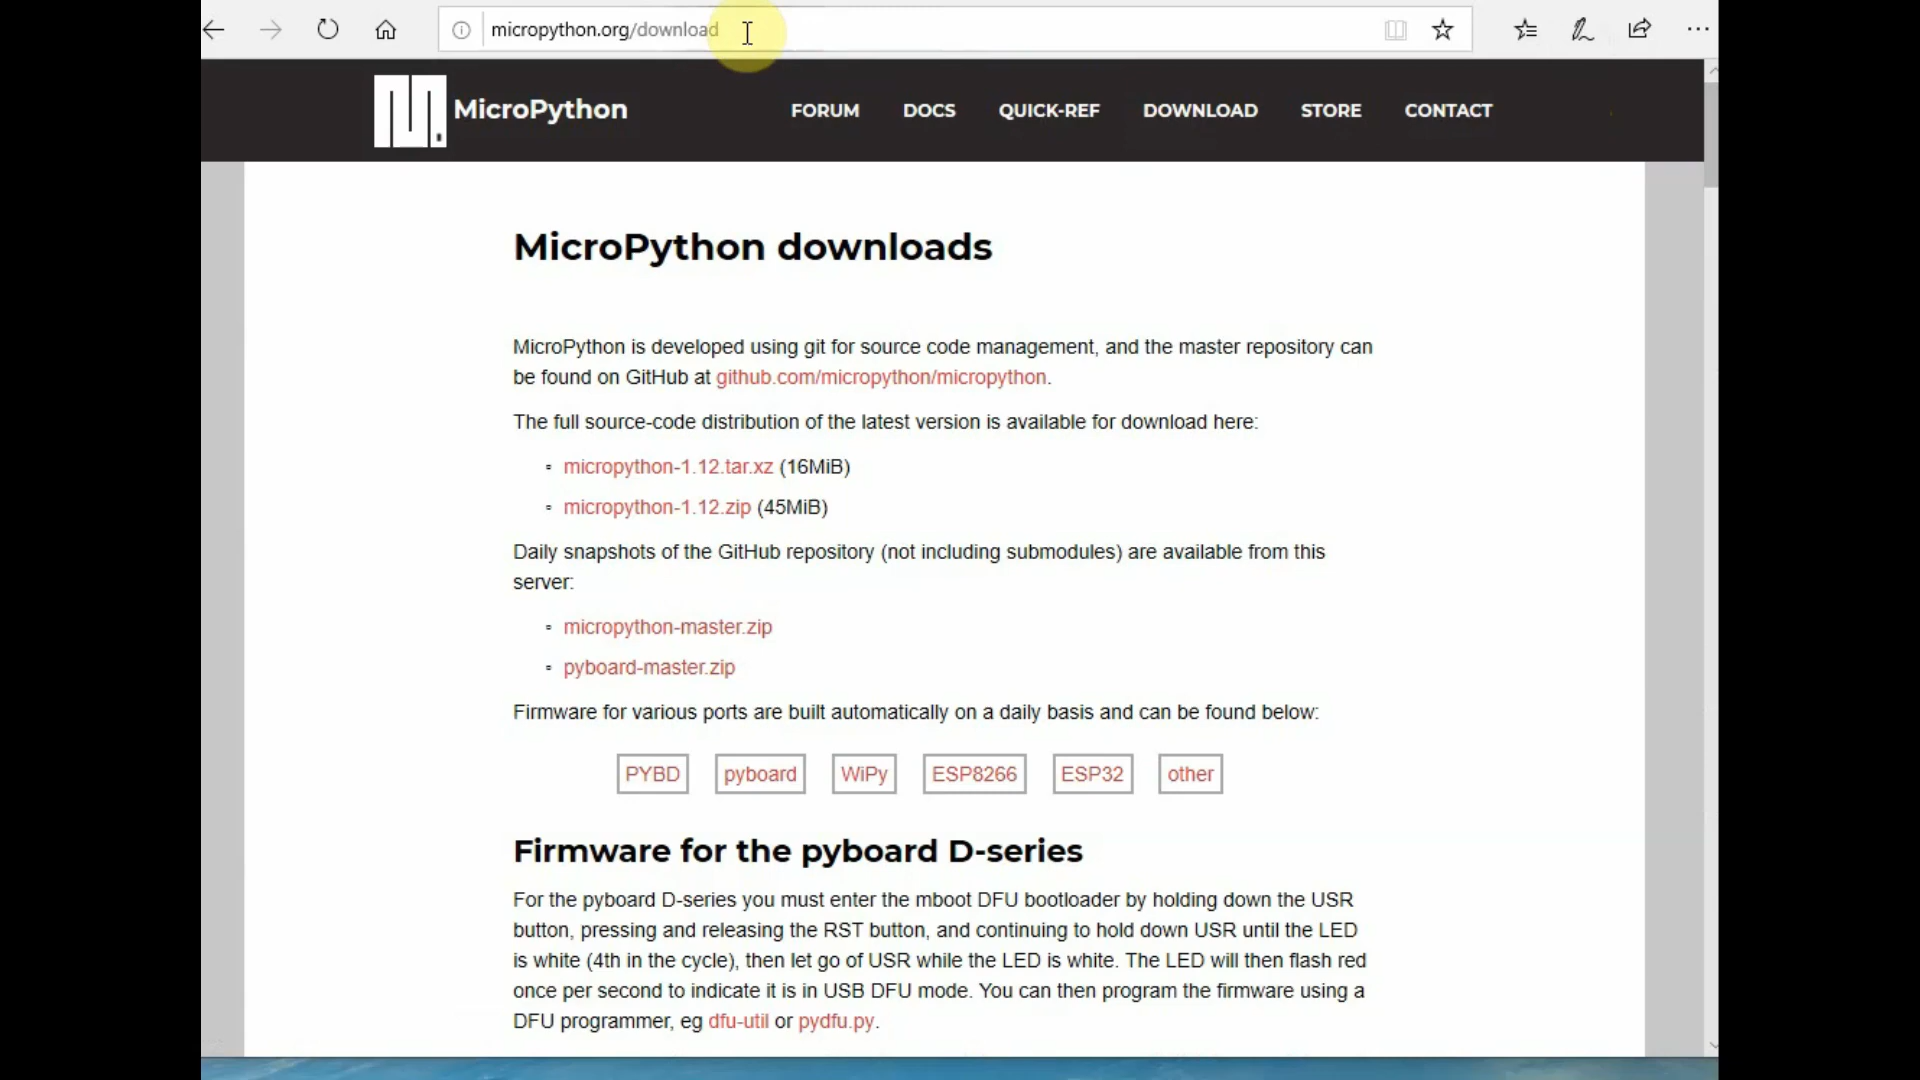 micropython.org/download
MicroPython
FORUM
DOCS
QUICK-REF
DOWNLOAD
STORE
CONTACT
MicroPython downloads
MicroPython is developed using git for source code management, and the master repository can
be found on GitHub at github.com/micropython/micropython.
The full source-code distribution of the latest version is available for download here:
micropython-1.12.tar.xz (16MiB)
micropython-1.12.zip (45MiB)
Daily snapshots of the GitHub repository (not including submodules) are available from this
server:
micropython-master.zip
pyboard-master.zip
Firmware for various ports are built automatically on a daily basis and can be found below:
PYBD
pyboard
WiPy
ESP8266
ESP32
other
Firmware for the pyboard D-series
For the pyboard D-series you must enter the mboot DFU bootloader by holding down the USR
button, pressing and releasing the RST button, and continuing to hold down USR until the LED
is white (4th in the cycle), then let go of USR while the LED is white. The LED will then flash red
once per second to indicate it is in USB DFU mode. You can then program the firmware using a
DFU programmer, eg dfu-util or pydfu.py.